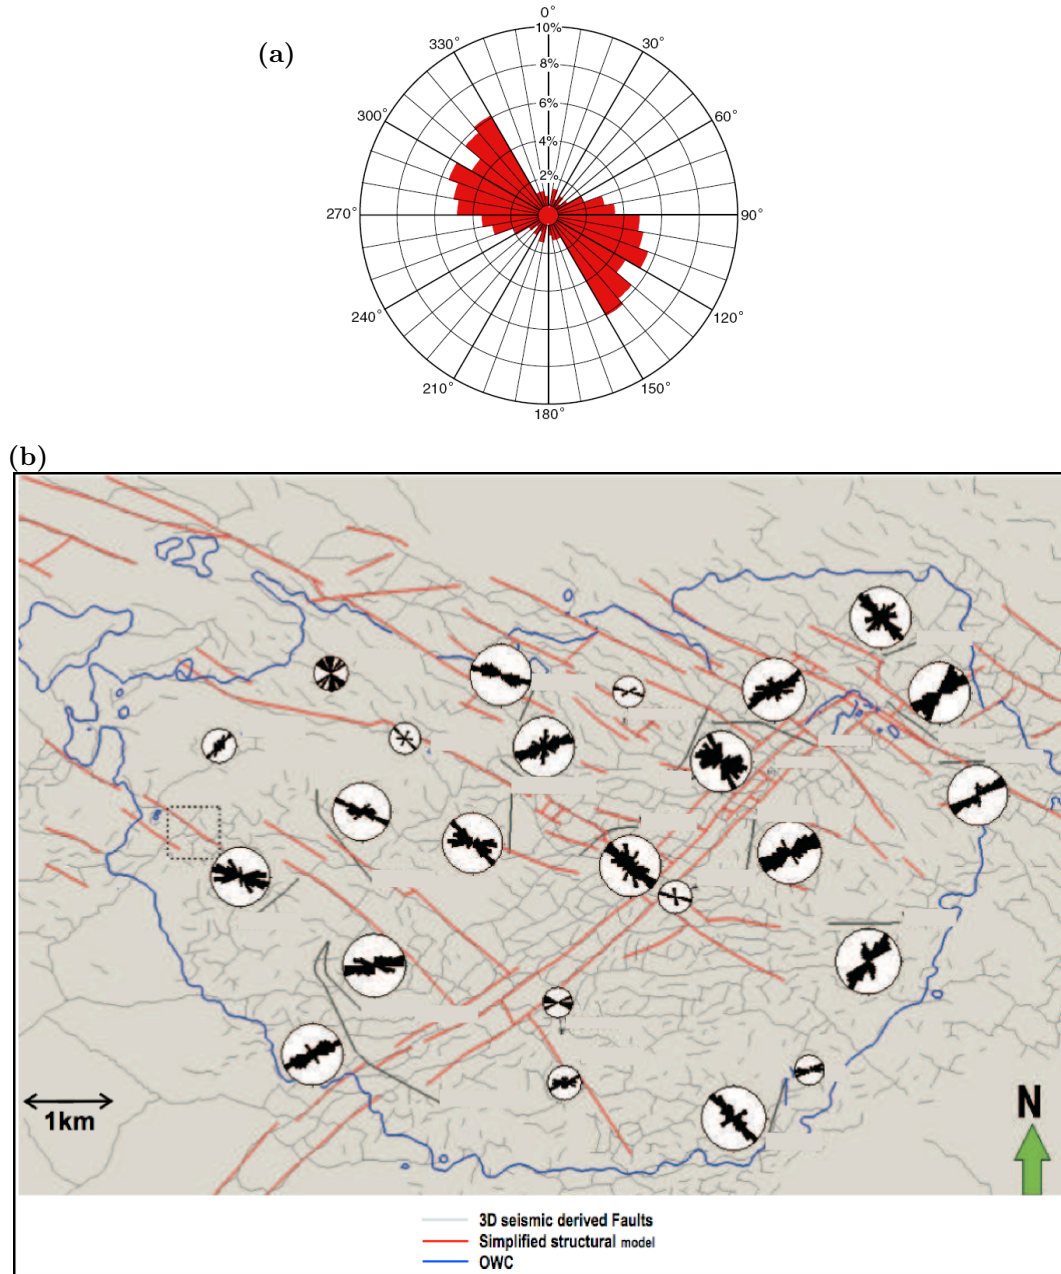 (a)
0°
10%
330°
30°
8%
6%
300°
60°
4%
2%
270°
90°
240°
120°
210°
150°
180°
(b)
1km
N
3D seismic derived Faults
Simplified structural model
OWC